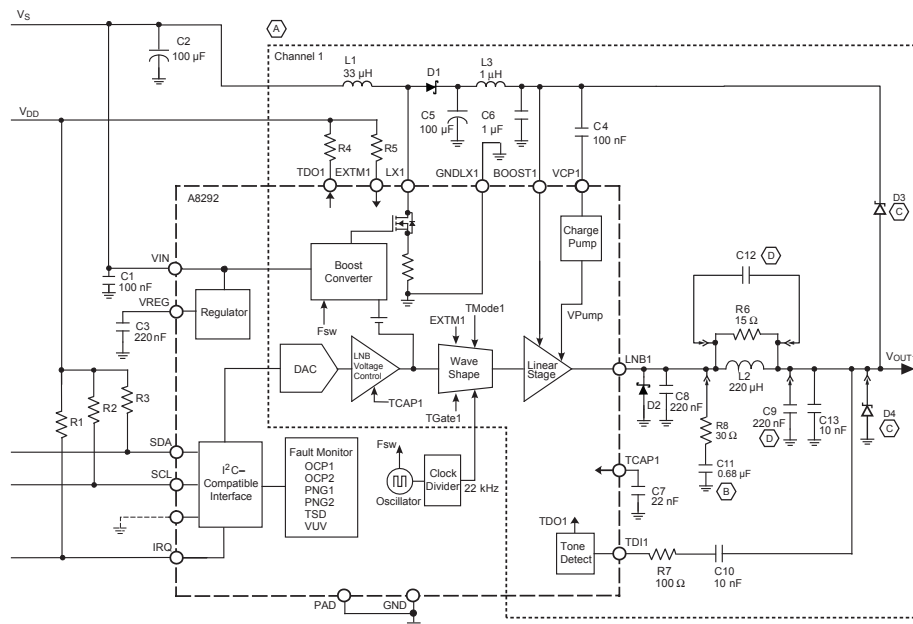 VS
A
C2
100 µF
Channel 1
L1
33 µH
D1
L3
1 µH
VDD
C5
100 µF
C6
1 µF
C4
100 nF
R4
R5
TDO1
EXTM1
LX1
GNDLX1
BOOST1
VCP1
A8292
D3
C
Charge
Pump
C12
D
VIN
C1
100 nF
Boost
Converter
R6
15 Ω
VREG
Regulator
C3
220 nF
Fsw
TMode1
EXTM1
VPump
DAC
LNB
Voltage
Control
Wave
Shape
Linear
Stage
LNB1
L2
220 µH
VOUT1
R3
R2
R1
TCAP1
TGate1
D2
C8
220 nF
C9
220 nF
D
C13
10 nF
D4
C
R8
30 Ω
SDA
SCL
I2C–
Compatible
Interface
Fault Monitor
OCP1
OCP2
PNG1
PNG2
TSD
VUV
Fsw
Oscillator
Clock
Divider
22 kHz
TCAP1
C7
22 nF
C11
0.68 µF
B
IRQ
TDO1
Tone
Detect
TDI1
R7
100 Ω
C10
10 nF
PAD
GND